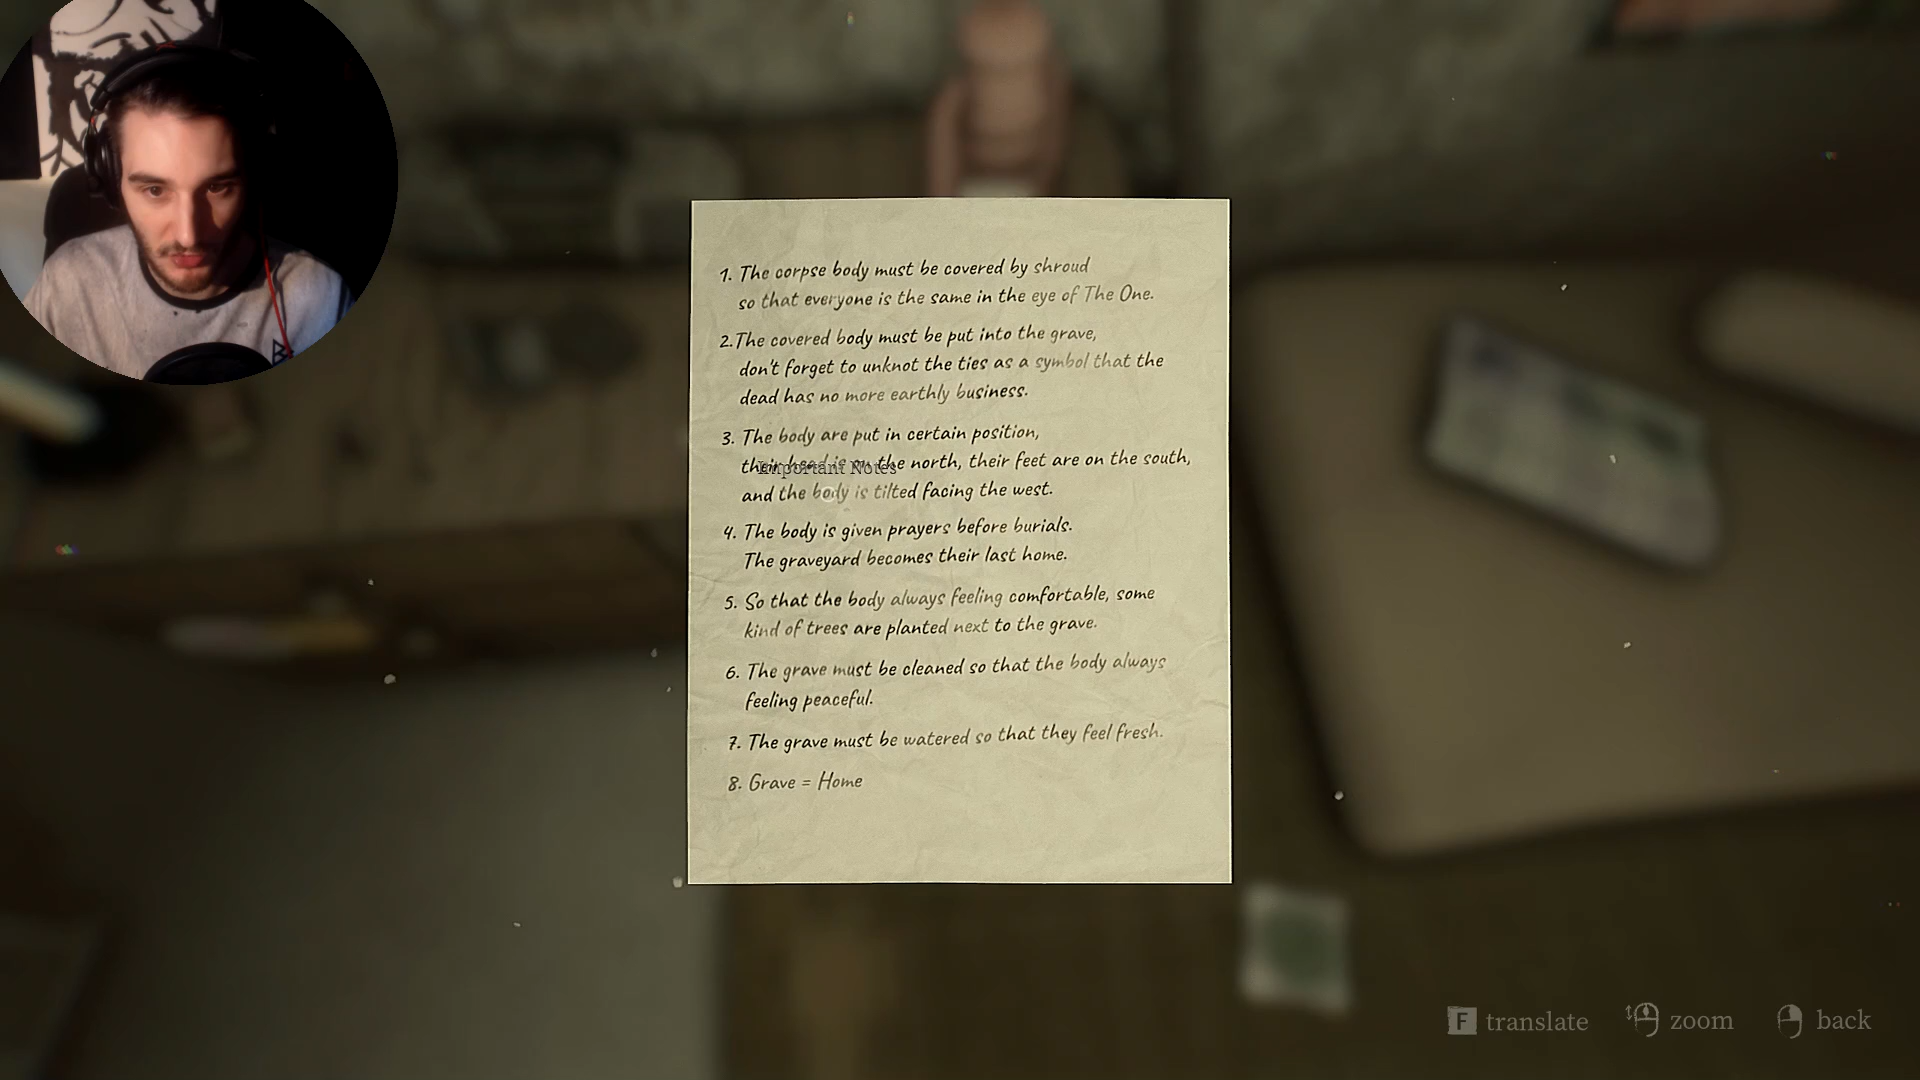 1. The corpse body must be covered by shroud
so that everyone is the same in the eye of The One.
2.The covered body must be put into the grave,
don't forget to unknot the ties as a symbol that the
dead has no more earthly business.
3. The body are put in certain position,
their head is on the north, their feet are on the south,
Important Notes
and the body is tilted facing the west.
4. The body is given prayers before burials.
The graveyard becomes their last home.
5. So that the body always feeling comfortable, some
kind of trees are planted next to the grave.
6. The grave must be cleaned so that the body always
feeling peaceful.
7. The grave must be watered so that they feel fresh.
8. Grave = Home
F translate zoom back